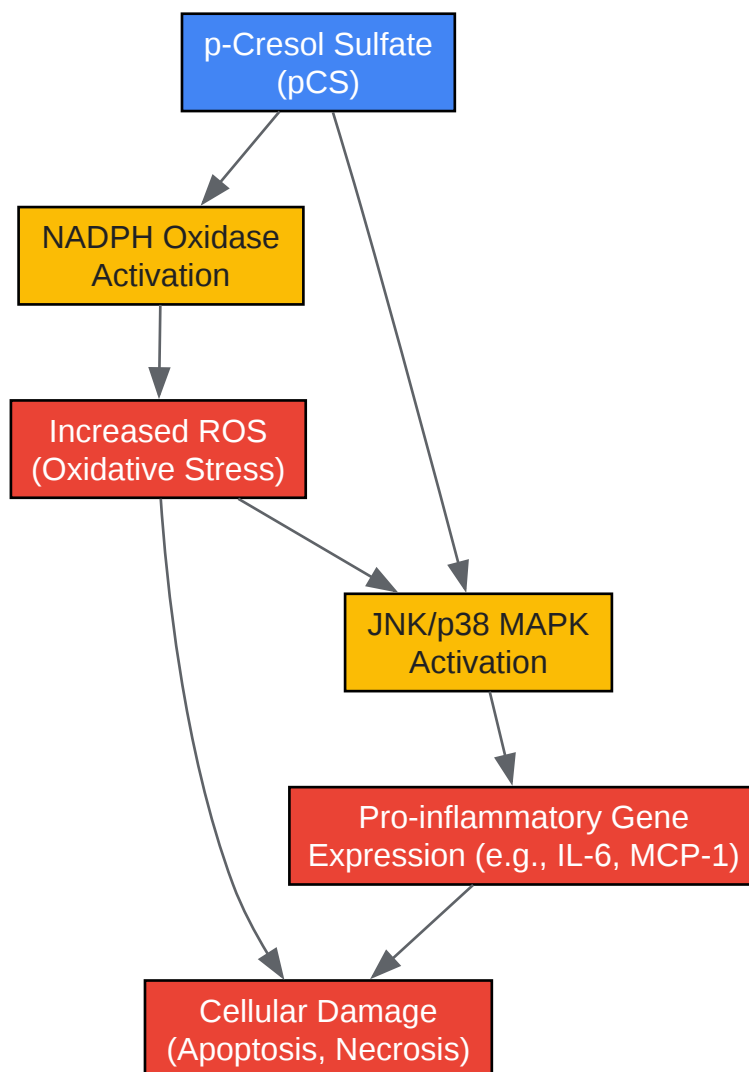 p-Cresol Sulfate
(pCS)
NADPH Oxidase
Activation
Increased ROS
(Oxidative Stress)
JNK/p38 MAPK
Activation
Pro-inflammatory Gene
Expression (e.g., IL-6, MCP-1)
Cellular Damage
(Apoptosis, Necrosis)